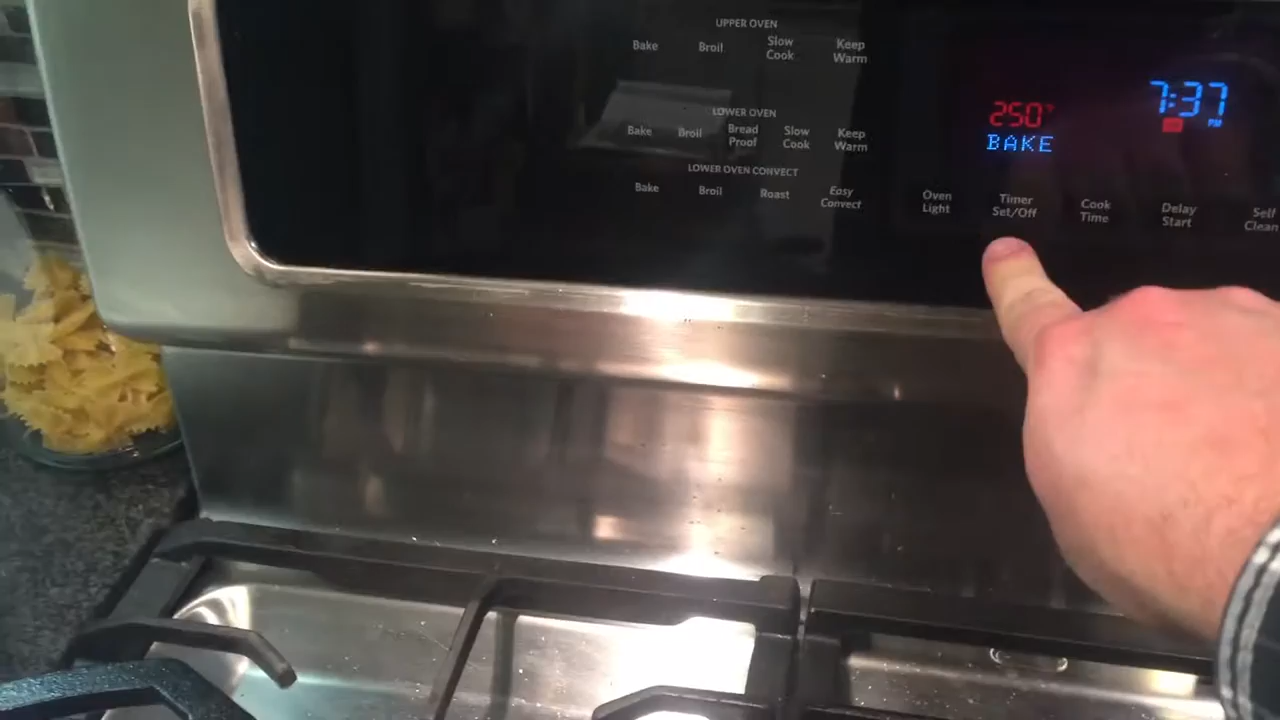 UPPER OVEN
Bake Broil Slow Cook Keep Warm
LOWER OVEN
Bake Broil Bread Proof Slow Cook Keep Warm
LOWER OVEN CONVECT
Bake Broil Roast Easy Convect
250°F
BAKE
7:37
PM
Oven Light Timer Set/Off Cook Time Delay Start Self Clean